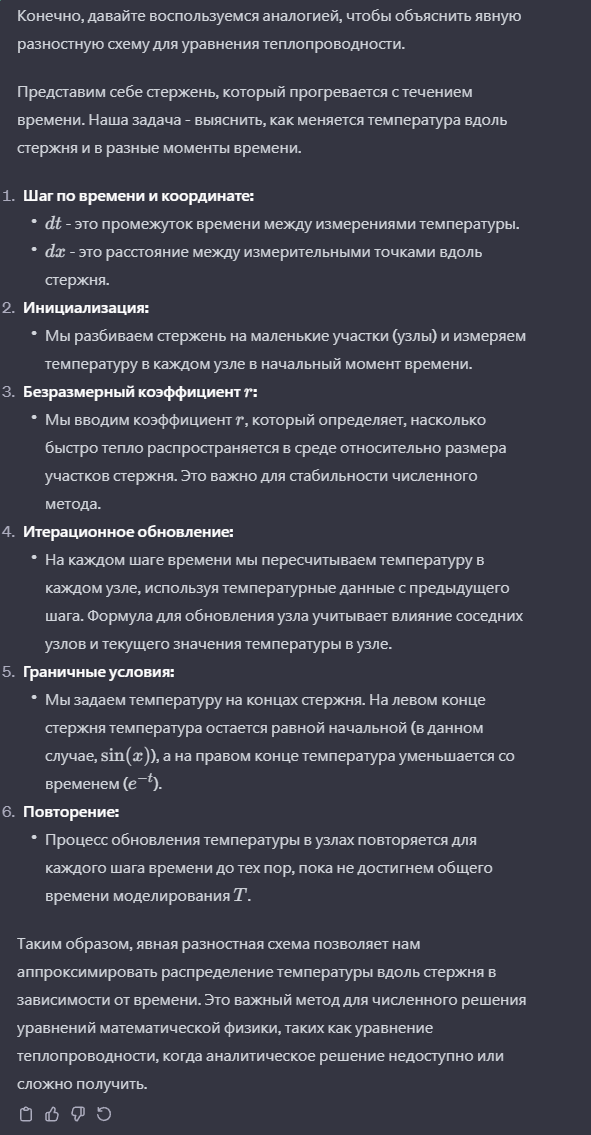 Конечно, давайте воспользуемся аналогией, чтобы объяснить явную
разностную схему для уравнения теплопроводности.
Представим себе стержень, который прогревается с течением
времени. Наша задача - выяснить, как меняется температура вдоль
стержня и в разные моменты времени.
1. Шаг по времени и координате:
• dt - это промежуток времени между измерениями температуры.
• dx - это расстояние между измерительными точками вдоль
стержня.
2. Инициализация:
• Мы разбиваем стержень на маленькие участки (узлы) и измеряем
температуру в каждом узле в начальный момент времени.
3. Безразмерный коэффициент r:
• Мы вводим коэффициент r, который определяет, насколько
быстро тепло распространяется в среде относительно размера
участков стержня. Это важно для стабильности численного
метода.
4. Итерационное обновление:
• На каждом шаге времени мы пересчитываем температуру в
каждом узле, используя температурные данные с предыдущего
шага. Формула для обновления узла учитывает влияние соседних
узлов и текущего значения температуры в узле.
5. Граничные условия:
• Мы задаем температуру на концах стержня. На левом конце
стержня температура остается равной начальной (в данном
случае, sin(x)), а на правом конце температура уменьшается со
временем (e⁻ᵗ).
6. Повторение:
• Процесс обновления температуры в узлах повторяется для
каждого шага времени до тех пор, пока не достигнем общего
времени моделирования T.
Таким образом, явная разностная схема позволяет нам
аппроксимировать распределение температуры вдоль стержня в
зависимости от времени. Это важный метод для численного решения
уравнений математической физики, таких как уравнение
теплопроводности, когда аналитическое решение недоступно или
сложно получить.